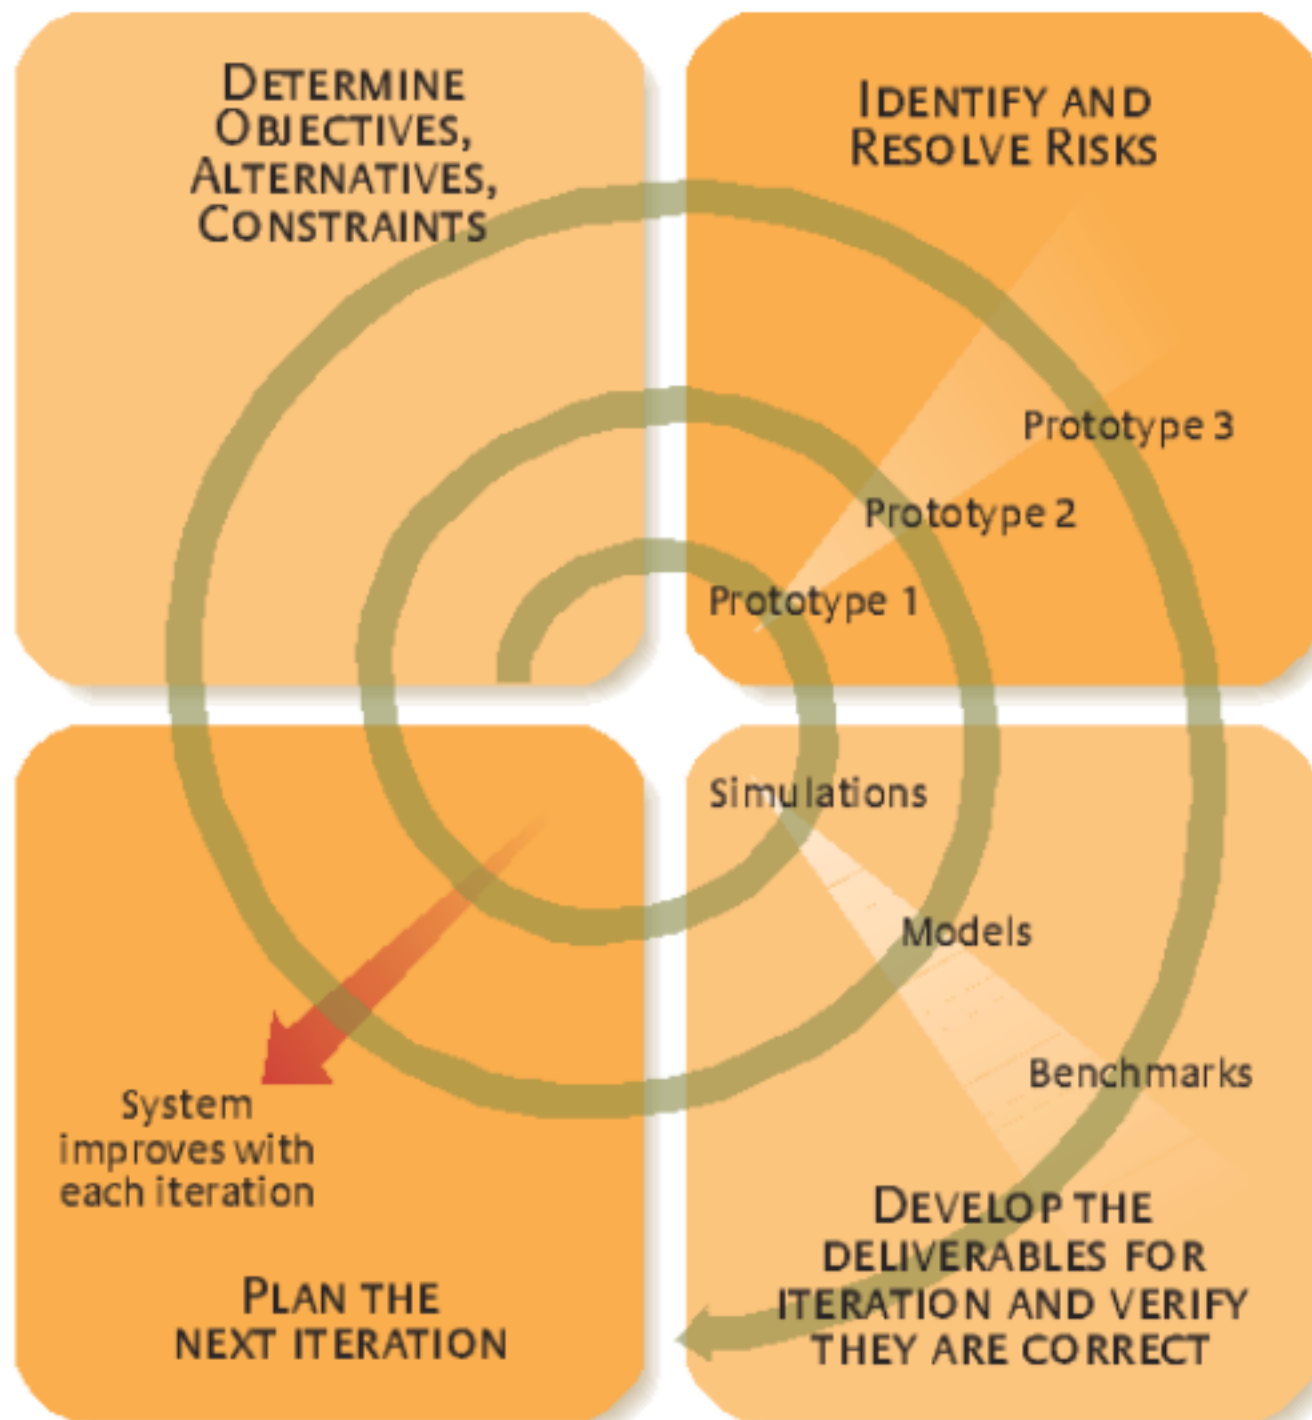 DETERMINE
OBJECTIVES,
ALTERNATIVES,
CONSTRAINTS
IDENTIFY AND
RESOLVE RISKS
Prototype 3
Prototype 2
Prototype 1
Simulations
Models
Benchmarks
System
improves with
each iteration
PLAN THE
NEXT ITERATION
DEVELOP THE
DELIVERABLES FOR
ITERATION AND VERIFY
THEY ARE CORRECT